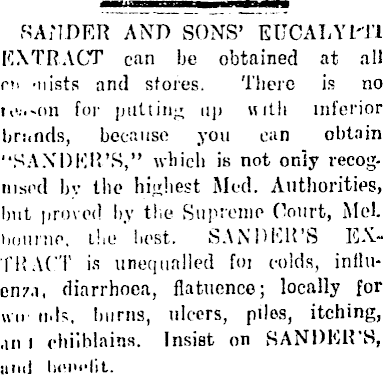 SANDER AND SONS' EUCALYPTI
EXTRACT can be obtained at all
chemists and stores. There is no
reason for putting up with inferior
brands, because you can obtain
"SANDER'S," which is not only recog-
nised by the highest Med. Authorities,
but proved by the Supreme Court, Mel-
bourne, the best. SANDER'S EX-
TRACT is unequalled for colds, influ-
enza, diarrhoea, flatuence; locally for
wounds, burns, ulcers, piles, itching,
and chilblains. Insist on SANDER'S,
and benefit.